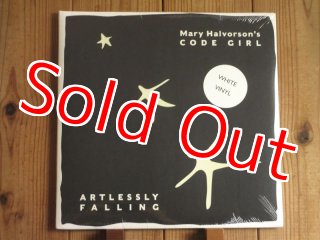 Mary Halvorson's
CODE GIRL
WHITE
VINYL
Sold Out
ARTLESSLY
FALLING